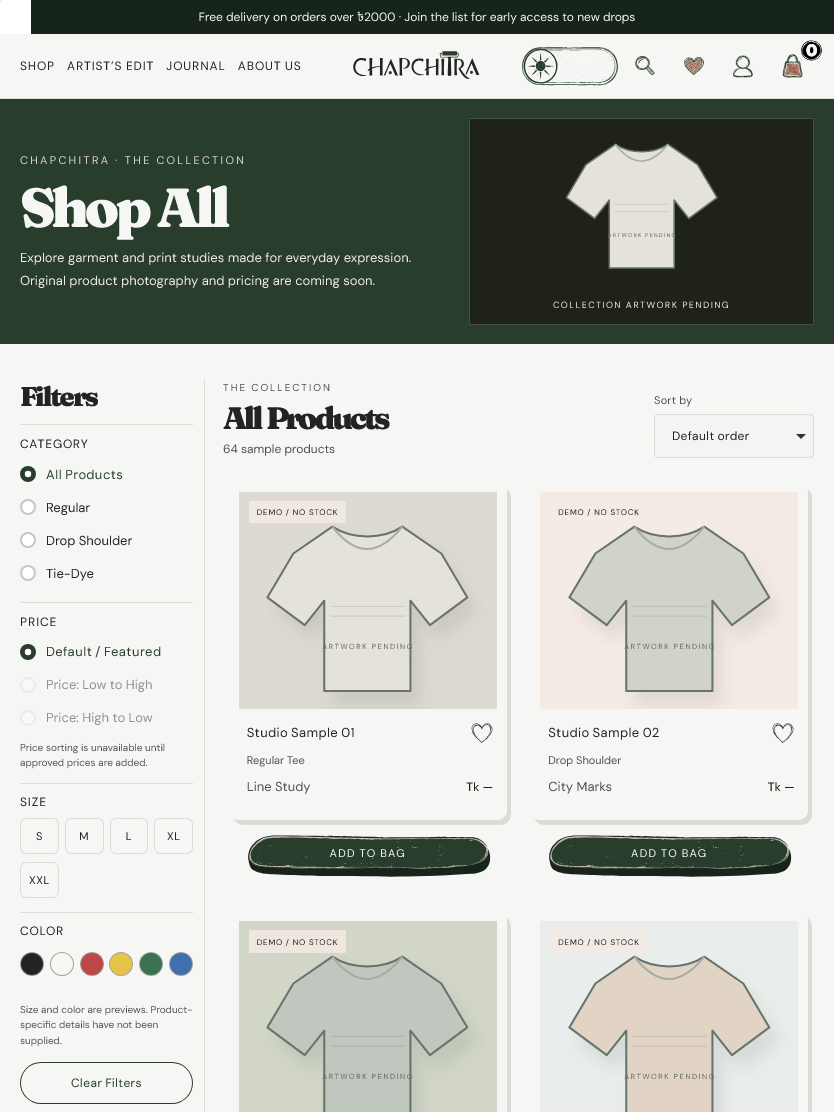 Free delivery on orders over ৳2000 · Join the list for early access to new drops
SHOP ARTIST'S EDIT JOURNAL ABOUT US
CHAPCHITRA
0
CHAPCHITRA · THE COLLECTION
Shop All
Explore garment and print studies made for everyday expression.
Original product photography and pricing are coming soon.
ARTWORK PENDING
COLLECTION ARTWORK PENDING
Filters
CATEGORY
All Products
Regular
Drop Shoulder
Tie-Dye
PRICE
Default / Featured
Price: Low to High
Price: High to Low
Price sorting is unavailable until
approved prices are added.
SIZE
S M L XL
XXL
COLOR
Size and color are previews. Product-
specific details have not been
supplied.
Clear Filters
THE COLLECTION
All Products
64 sample products
Sort by
Default order
DEMO / NO STOCK
ARTWORK PENDING
Studio Sample 01
Regular Tee
Line Study Tk —
ADD TO BAG
DEMO / NO STOCK
ARTWORK PENDING
Studio Sample 02
Drop Shoulder
City Marks Tk —
ADD TO BAG
DEMO / NO STOCK
ARTWORK PENDING
DEMO / NO STOCK
ARTWORK PENDING